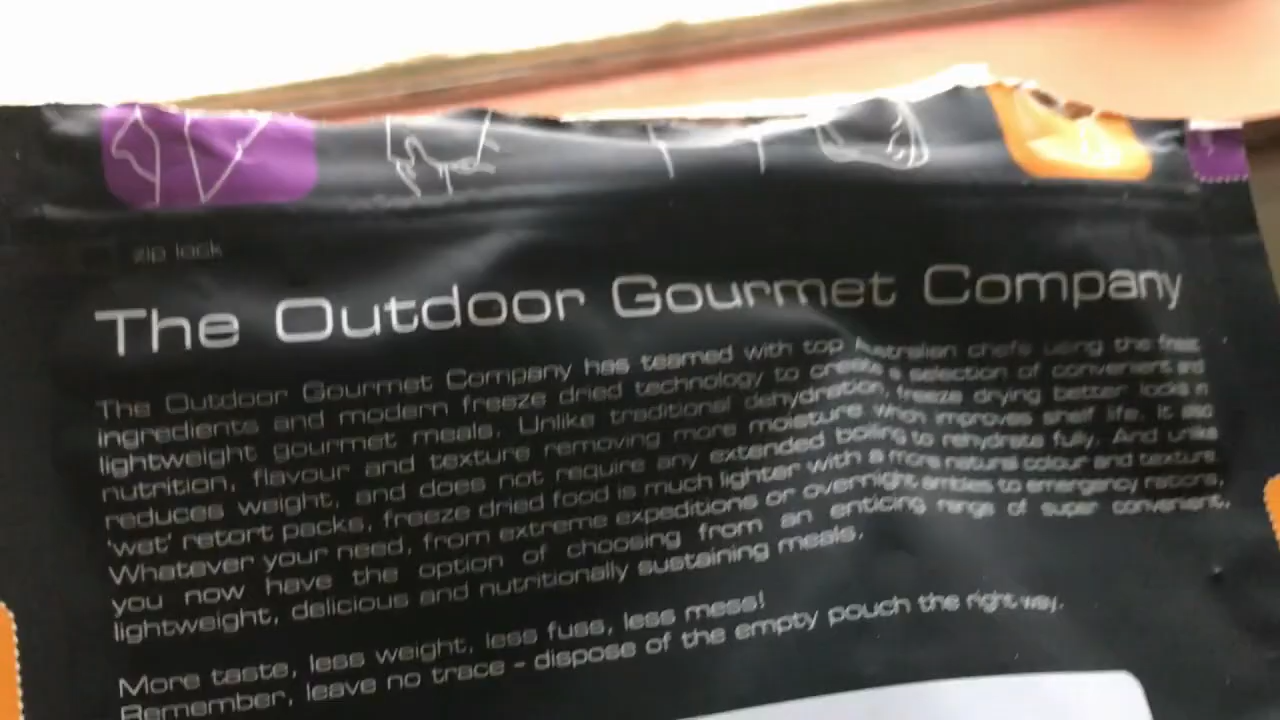 zip lock
The Outdoor Gourmet Company
The Outdoor Gourmet Company has teamed with top Australian chefs using the finest
ingredients and modern freeze dried technology to create a selection of convenient and
lightweight gourmet meals. Unlike traditional dehydration, freeze drying better locks in
nutrition, flavour and texture removing more moisture which improves shelf life. It also
reduces weight, and does not require any extended boiling to rehydrate fully. And unlike
'wet' retort packs, freeze dried food is much lighter with a more natural colour and texture.
Whatever your need, from extreme expeditions or overnight ambles to emergency rations,
you now have the option of choosing from an enticing range of super convenient,
lightweight, delicious and nutritionally sustaining meals.
More taste, less weight, less fuss, less mess!
Remember, leave no trace - dispose of the empty pouch the right way.